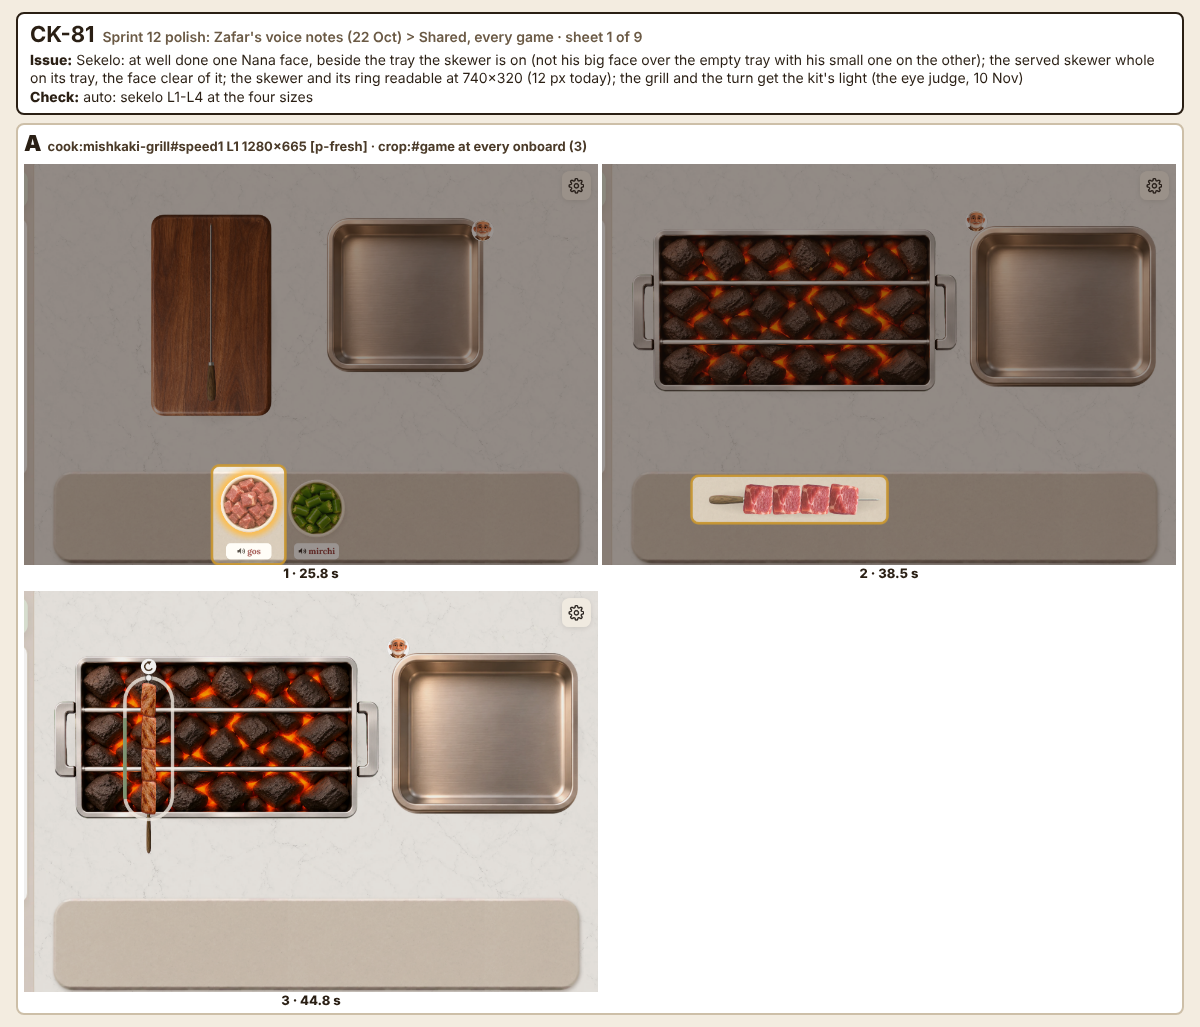 CK-81 Sprint 12 polish: Zafar's voice notes (22 Oct) > Shared, every game · sheet 1 of 9
Issue: Sekelo: at well done one Nana face, beside the tray the skewer is on (not his big face over the empty tray with his small one on the other); the served skewer whole
on its tray, the face clear of it; the skewer and its ring readable at 740×320 (12 px today); the grill and the turn get the kit's light (the eye judge, 10 Nov)
Check: auto: sekelo L1-L4 at the four sizes
A cook:mishkaki-grill#speed1 L1 1280×665 [p-fresh] · crop:#game at every onboard (3)
gos
mirchi
1 · 25.8 s
2 · 38.5 s
3 · 44.8 s